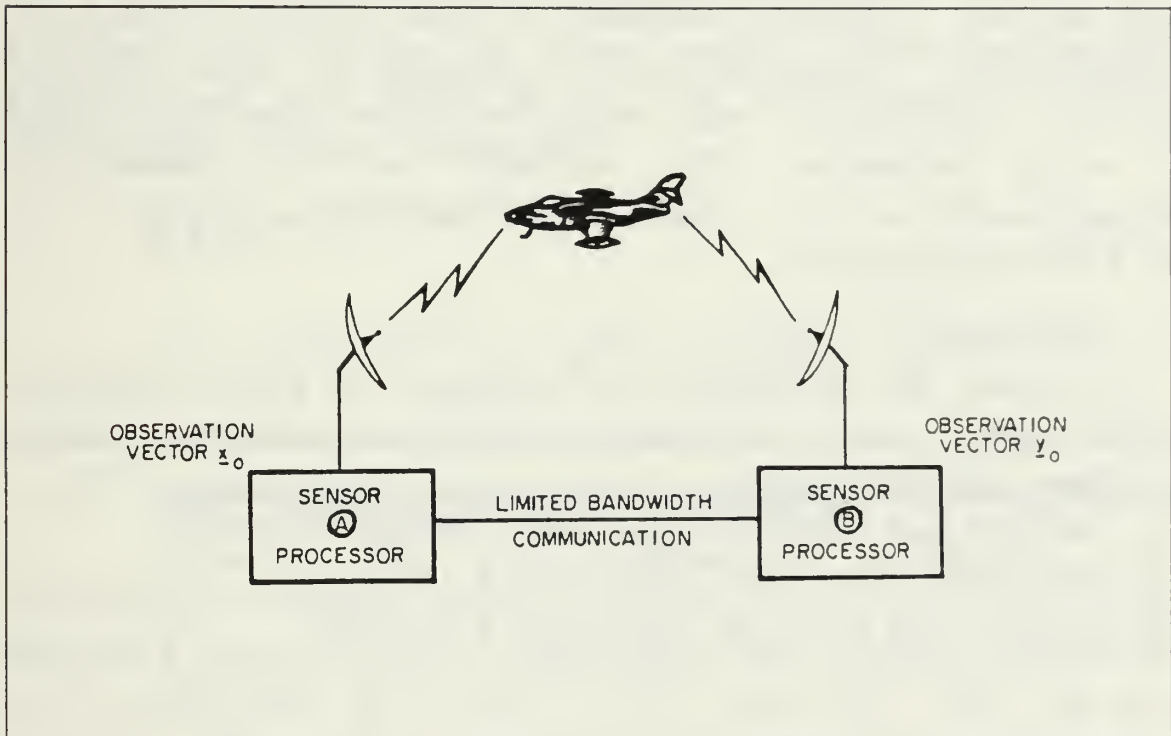 OBSERVATION
VECTOR x₀
SENSOR
A
PROCESSOR
LIMITED BANDWIDTH
COMMUNICATION
OBSERVATION
VECTOR y₀
SENSOR
B
PROCESSOR